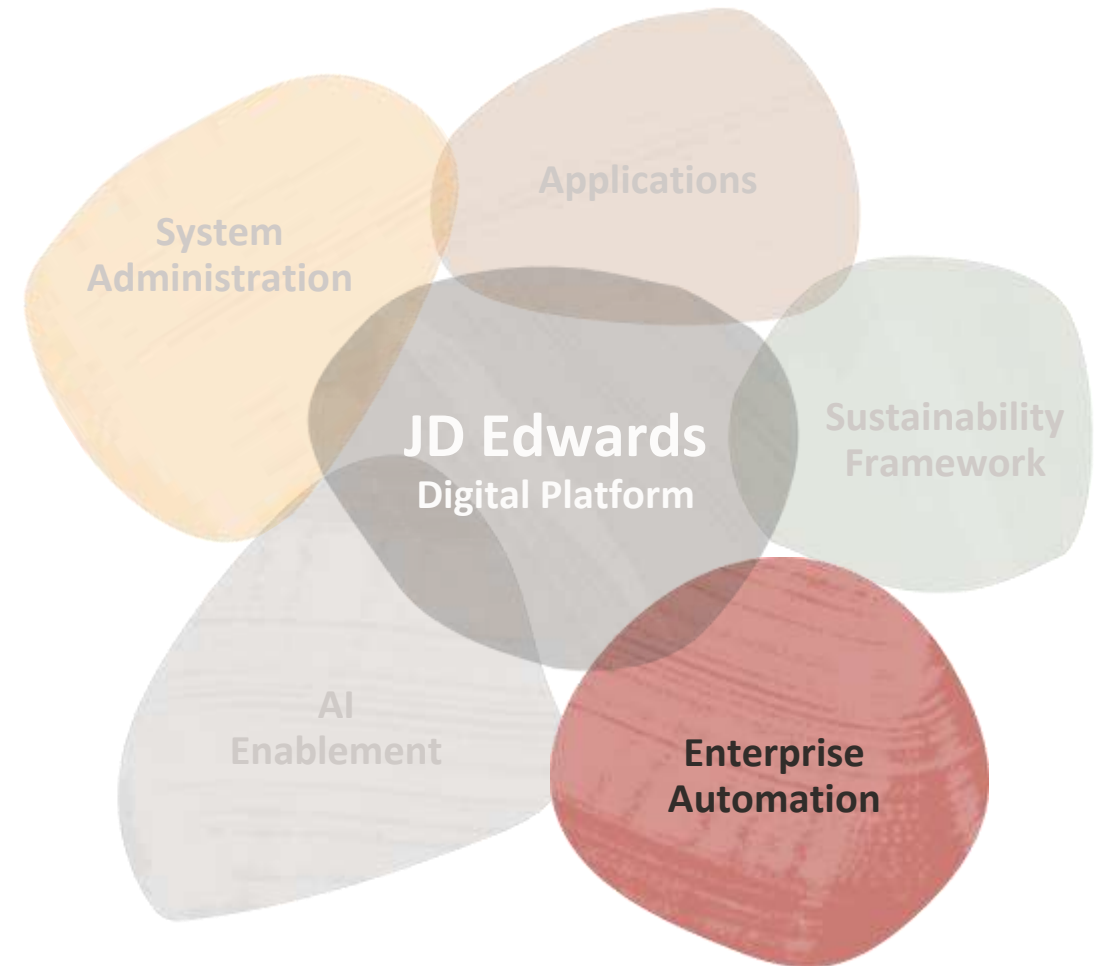 Applications
System
Administration
JD Edwards
Digital Platform
Sustainability
Framework
AI
Enablement
Enterprise
Automation